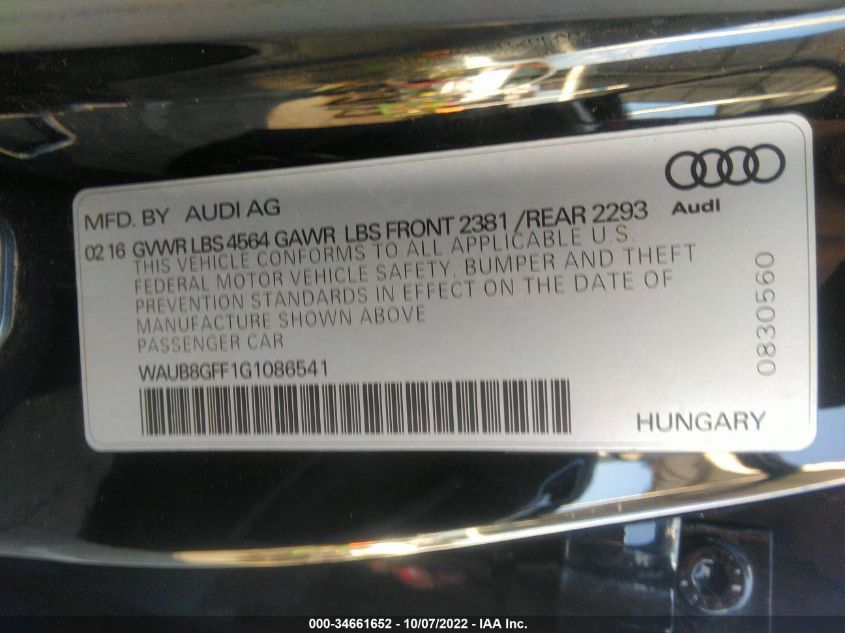 MFD. BY AUDI AG
Audi
02 16 GVWR LBS 4564 GAWR LBS FRONT 2381 /REAR 2293
THIS VEHICLE CONFORMS TO ALL APPLICABLE U.S.
FEDERAL MOTOR VEHICLE SAFETY, BUMPER AND THEFT
PREVENTION STANDARDS IN EFFECT ON THE DATE OF
MANUFACTURE SHOWN ABOVE
PASSENGER CAR
WAUB8GFF1G1086541
0830560
HUNGARY
000-34661652 - 10/07/2022 - IAA Inc.